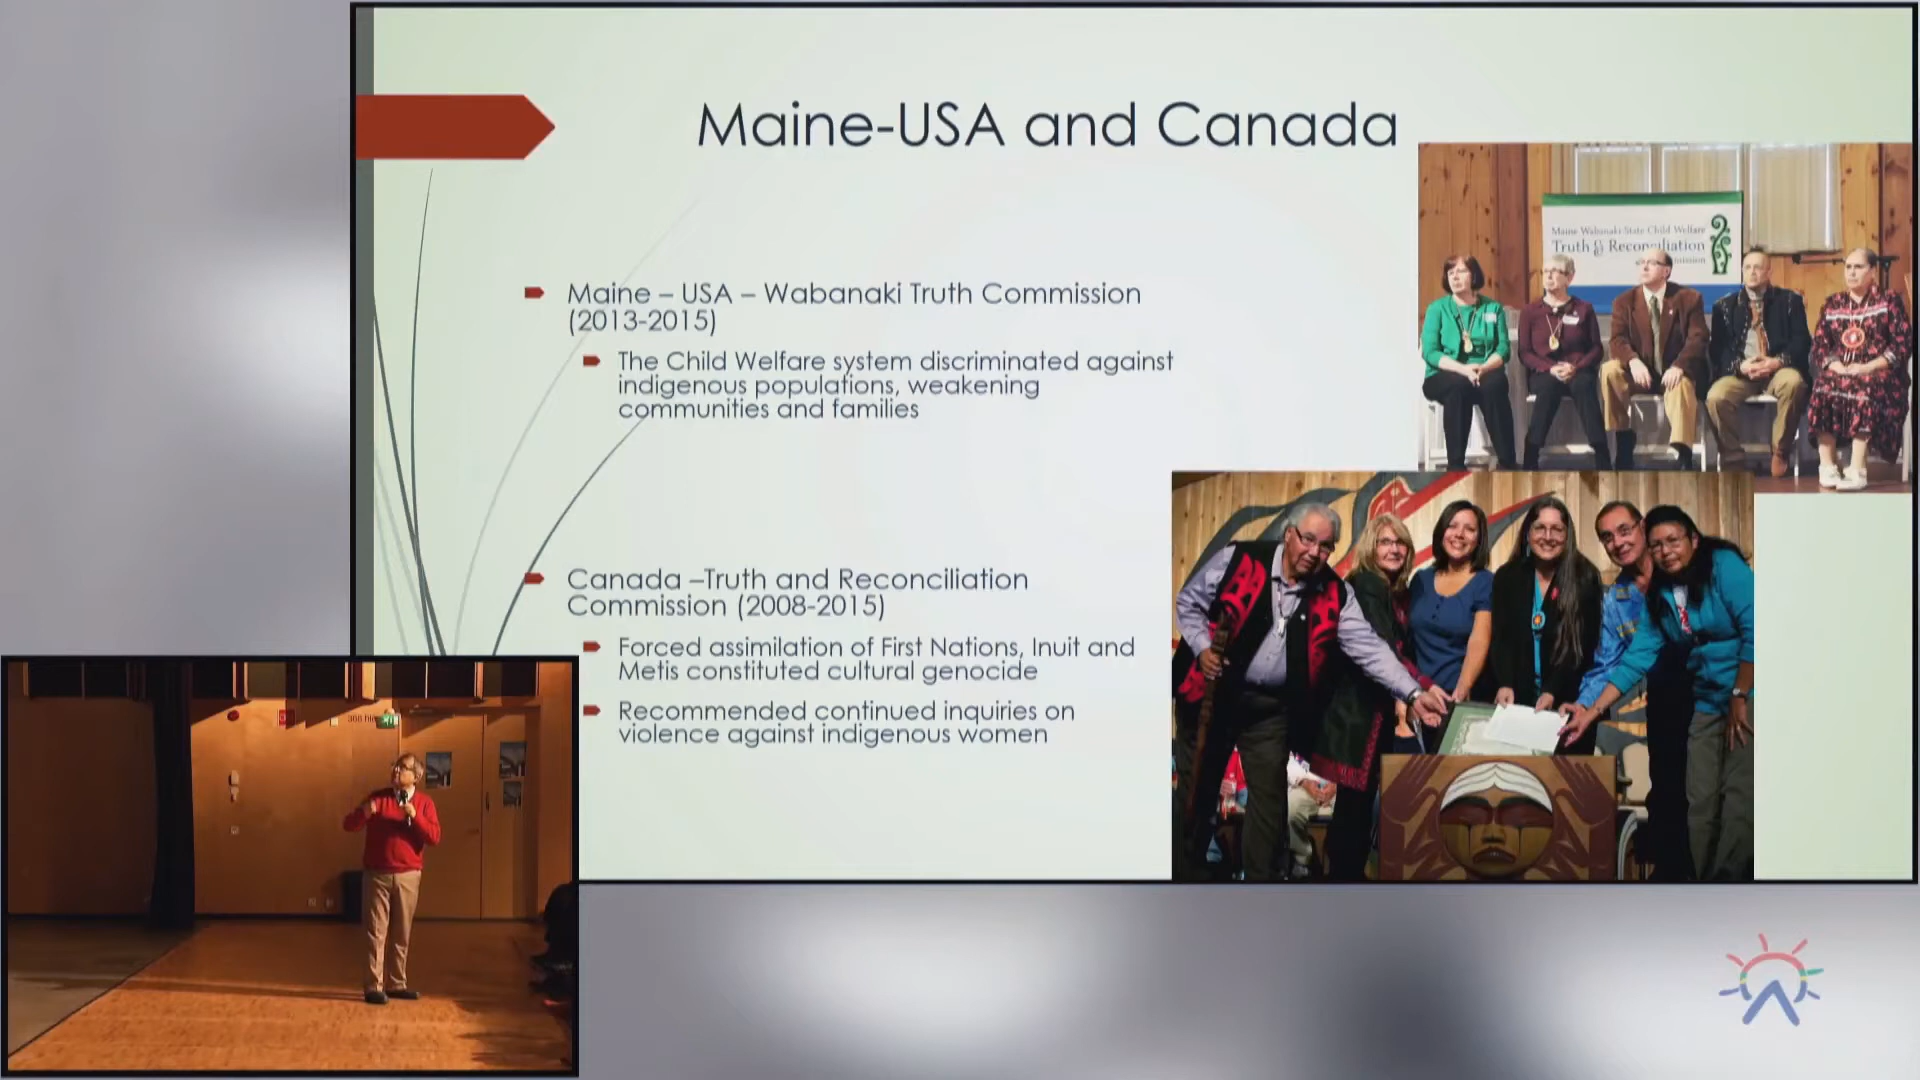 Maine-USA and Canada
Maine Wabanaki-State Child Welfare
Truth & Reconciliation
Maine – USA – Wabanaki Truth Commission
(2013-2015)
The Child Welfare system discriminated against
indigenous populations, weakening
communities and families
Canada –Truth and Reconciliation
Commission (2008-2015)
Forced assimilation of First Nations, Inuit and
Metis constituted cultural genocide
Recommended continued inquiries on
violence against indigenous women